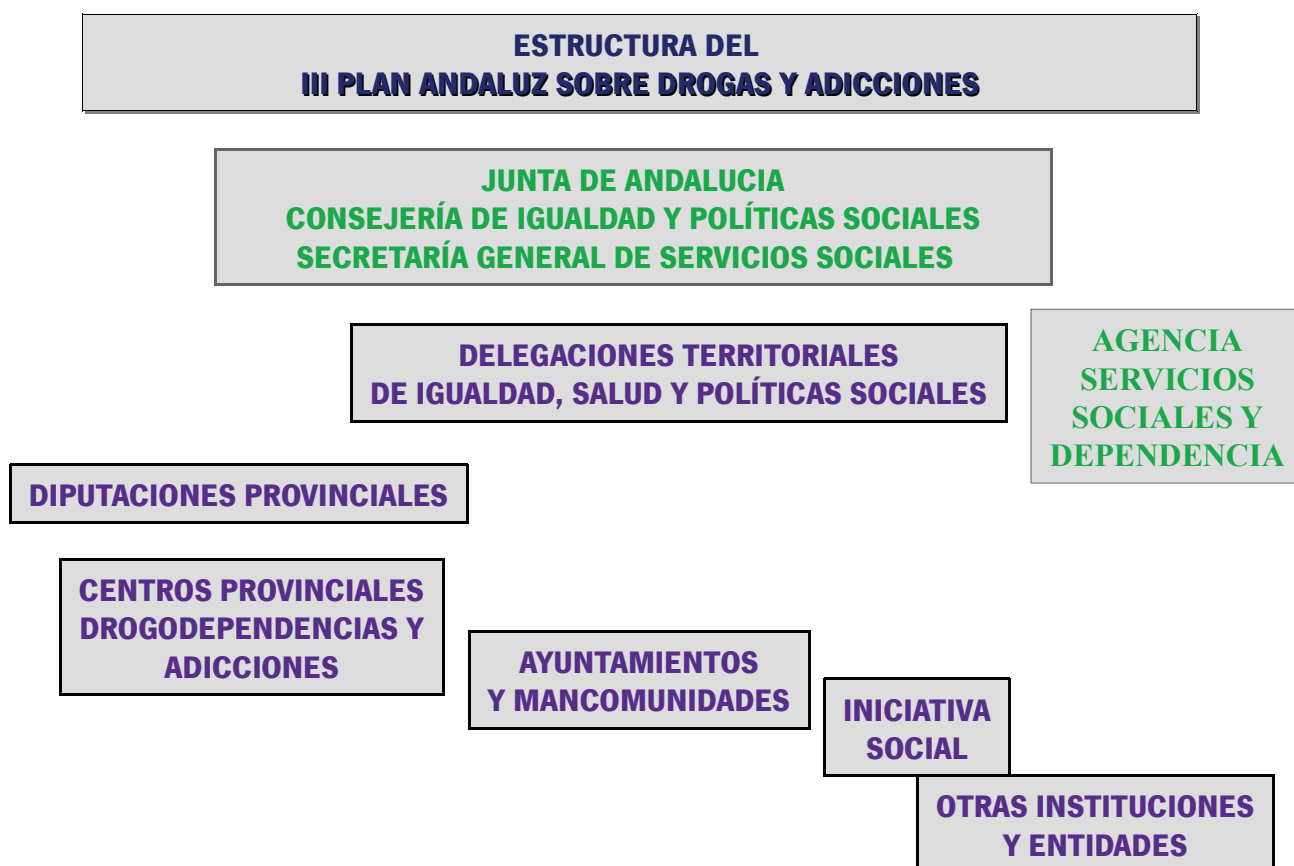 ESTRUCTURA DEL
III PLAN ANDALUZ SOBRE DROGAS Y ADICCIONES
JUNTA DE ANDALUCIA
CONSEJERÍA DE IGUALDAD Y POLÍTICAS SOCIALES
SECRETARÍA GENERAL DE SERVICIOS SOCIALES
DELEGACIONES TERRITORIALES
DE IGUALDAD, SALUD Y POLÍTICAS SOCIALES
AGENCIA
SERVICIOS
SOCIALES Y
DEPENDENCIA
DIPUTACIONES PROVINCIALES
CENTROS PROVINCIALES
DROGODEPENDENCIAS Y
ADICCIONES
AYUNTAMIENTOS
Y MANCOMUNIDADES
INICIATIVA
SOCIAL
OTRAS INSTITUCIONES
Y ENTIDADES